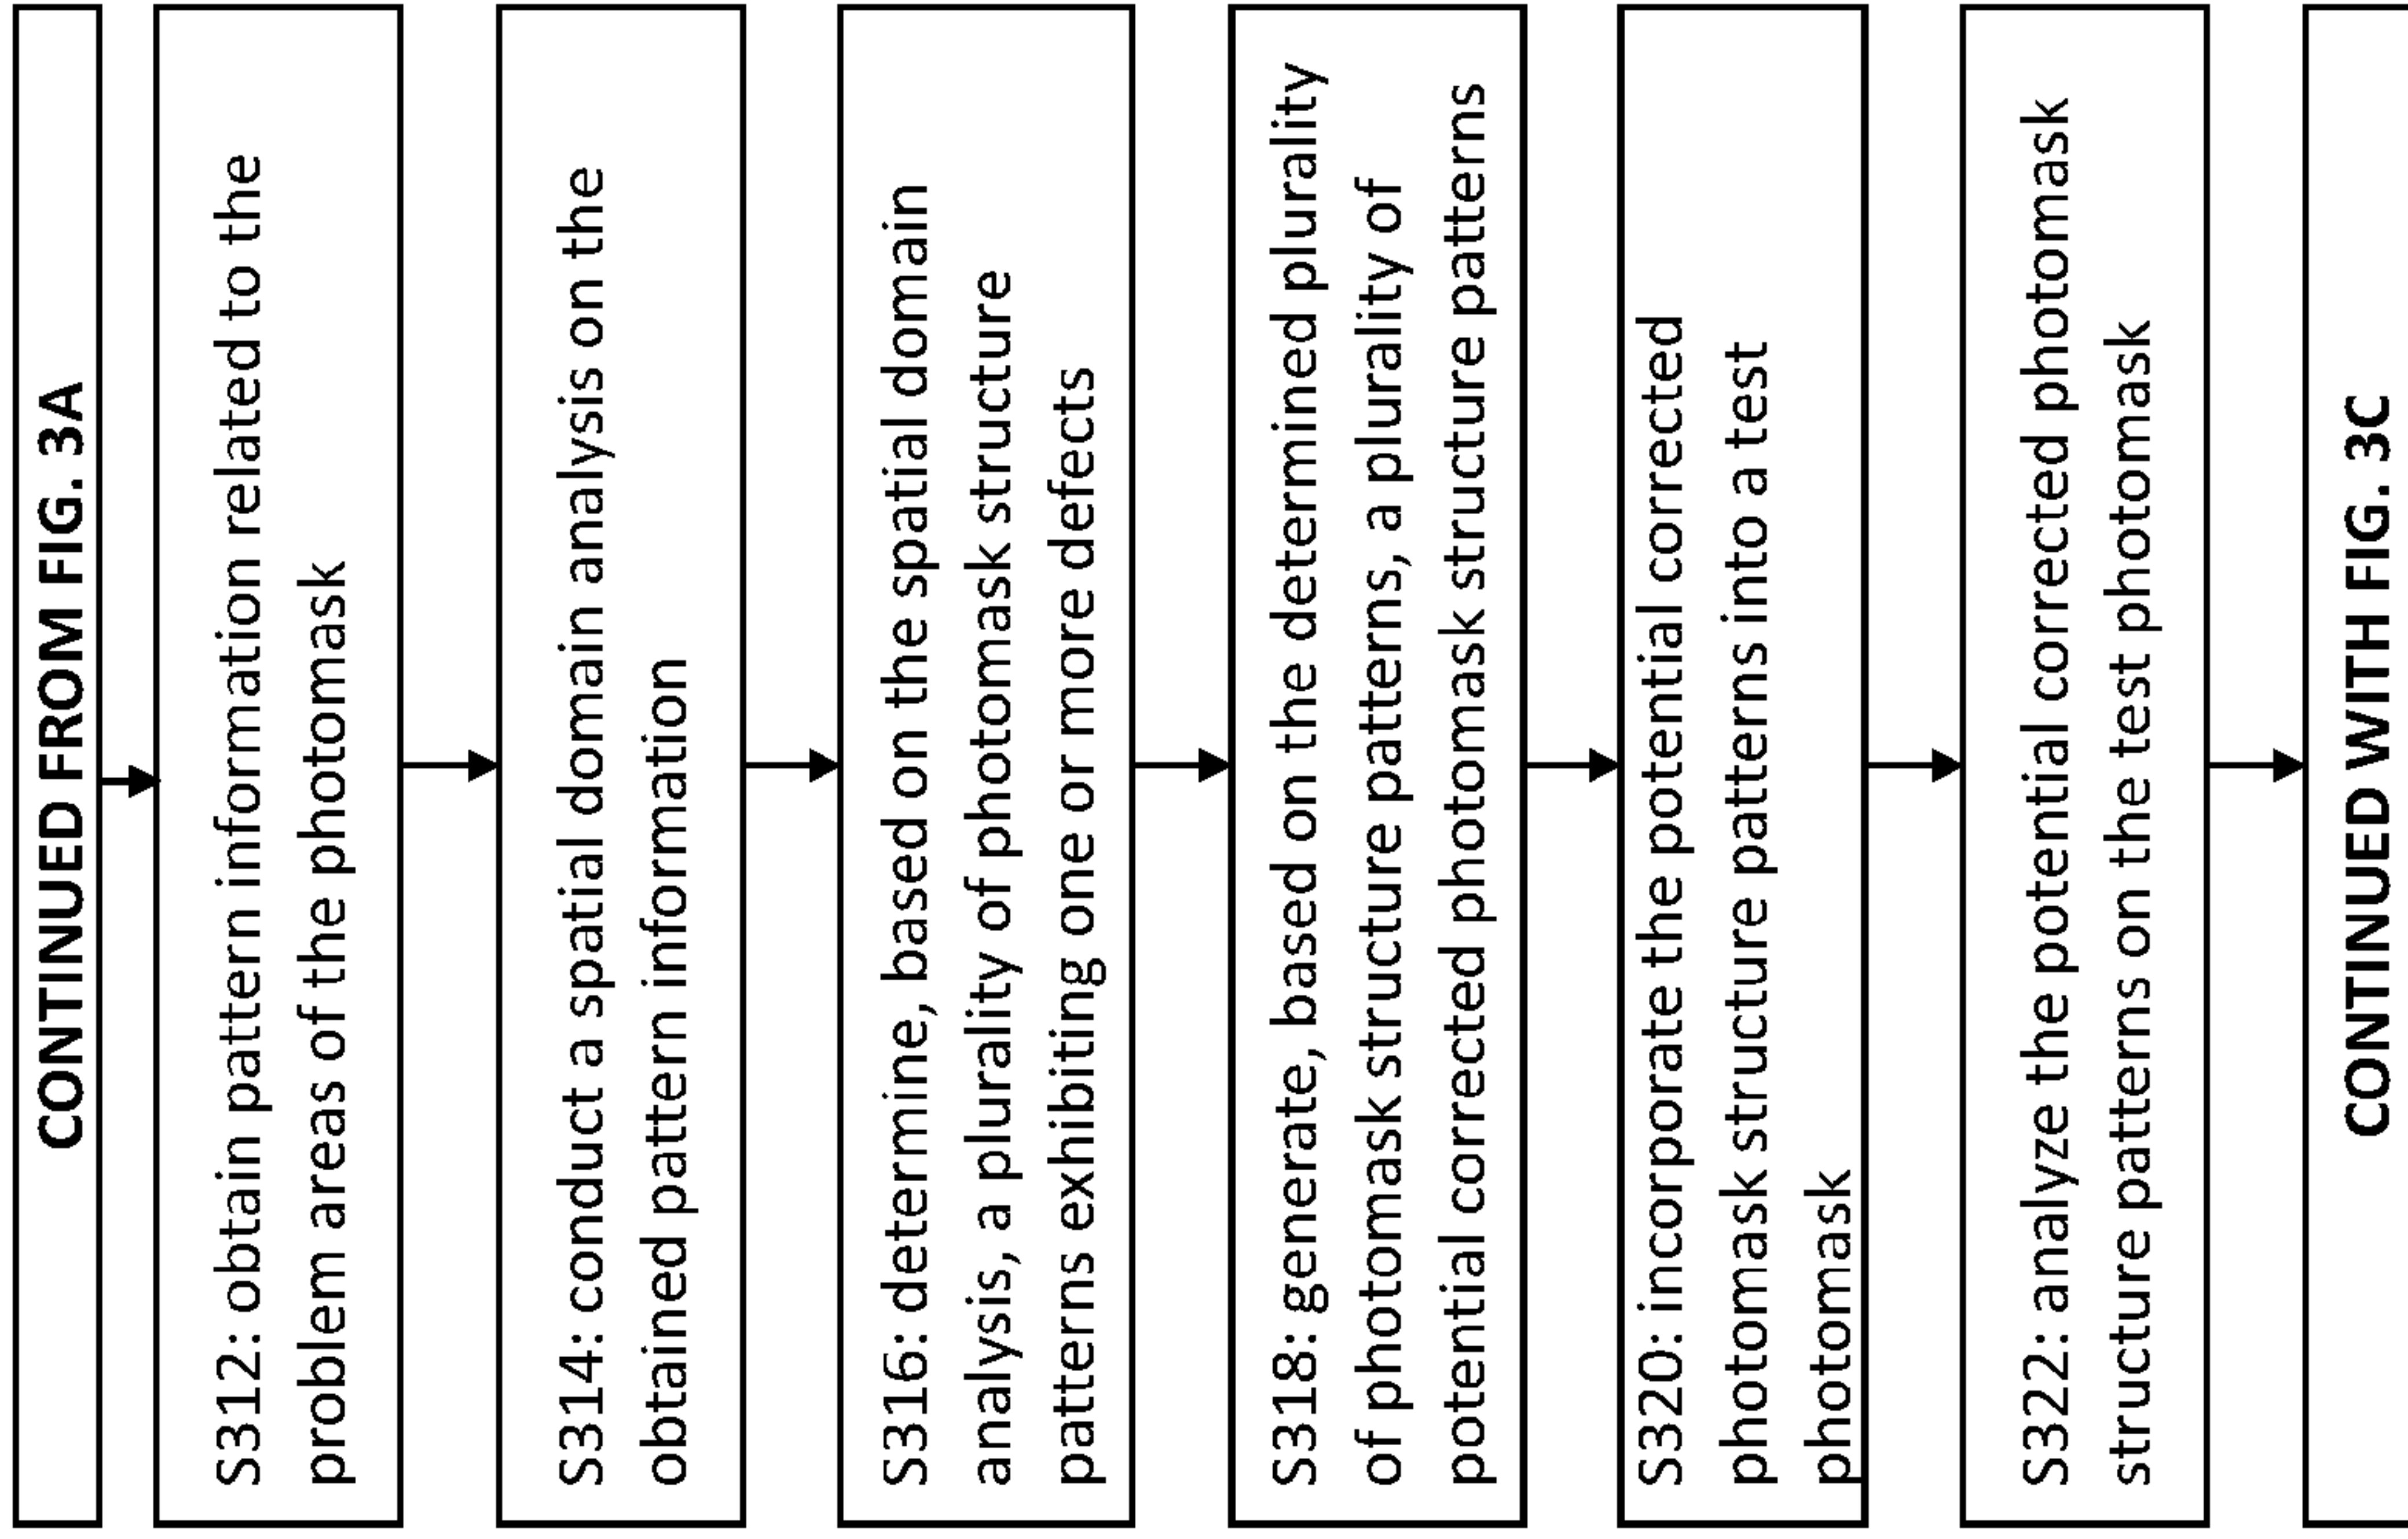 CONTINUED FROM FIG. 3A
S312: obtain pattern information related to the
problem areas of the photomask
S314: conduct a spatial domain analysis on the
obtained pattern information
S316: determine, based on the spatial domain
analysis, a plurality of photomask structure
patterns exhibiting one or more defects
S318: generate, based on the determined plurality
of photomask structure patterns, a plurality of
potential corrected photomask structure patterns
S320: incorporate the potential corrected
photomask structure patterns into a test
photomask
S322: analyze the potential corrected photomask
structure patterns on the test photomask
CONTINUED WITH FIG. 3C